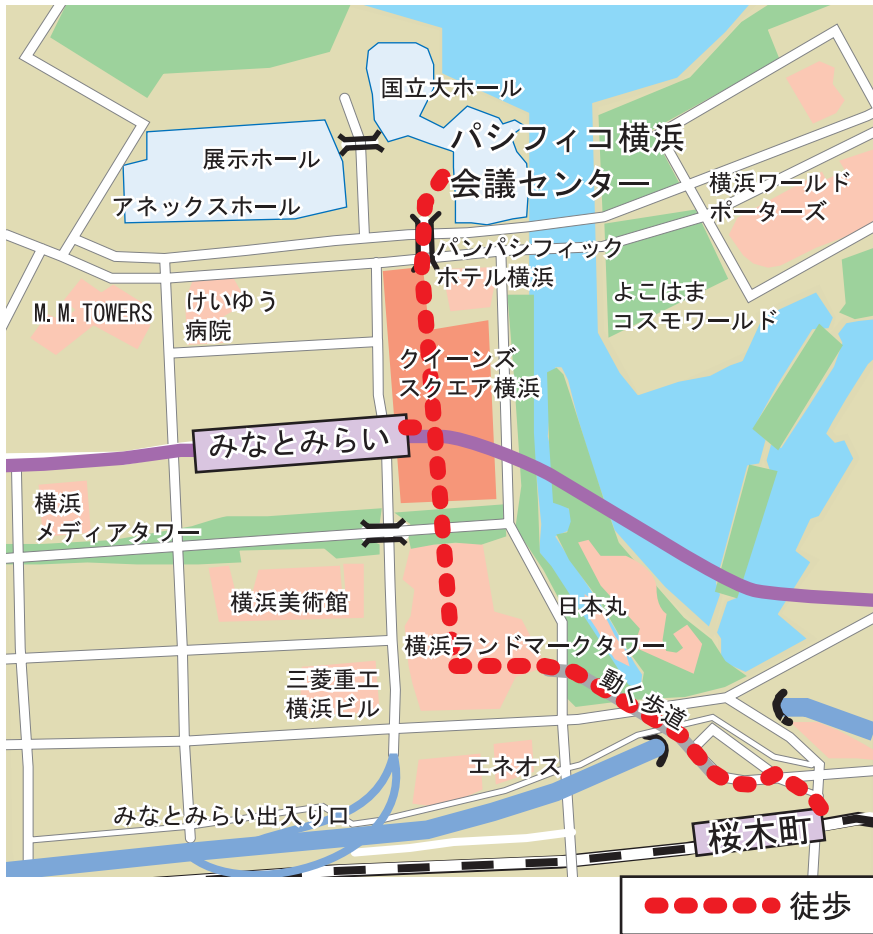 国立大ホール
パシフィコ横浜
会議センター
展示ホール
アネックスホール
横浜ワールド
ポーターズ
パンパシフィック
ホテル横浜
M.M.TOWERS
けいゆう
病院
よこはま
コスモワールド
クイーンズ
スクエア横浜
みなとみらい
横浜
メディアタワー
横浜美術館
日本丸
横浜ランドマークタワー
三菱重工
横浜ビル
動く歩道
エネオス
みなとみらい出入り口
桜木町
徒歩